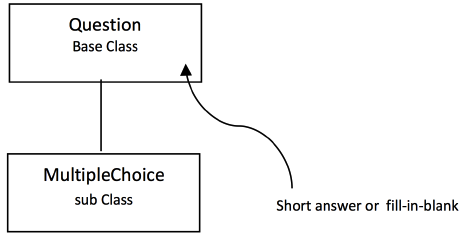 Question
Base Class
MultipleChoice
sub Class
Short answer or fill-in-blank